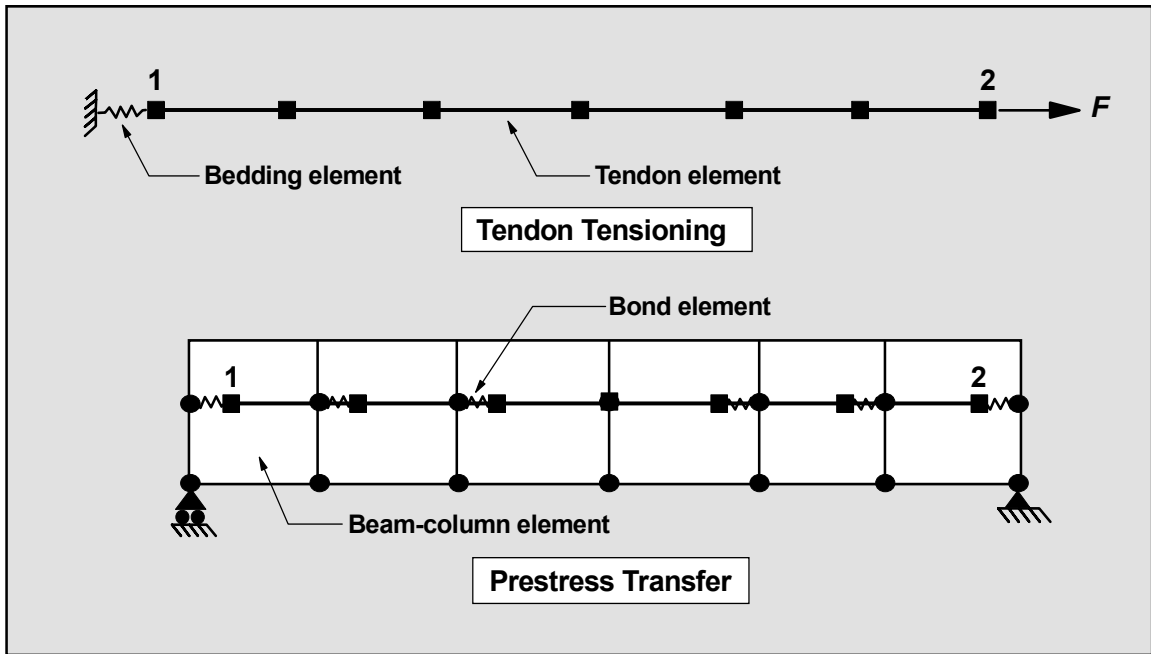 1
2
F
Bedding element
Tendon element
Tendon Tensioning
Bond element
1
2
Beam-column element
Prestress Transfer